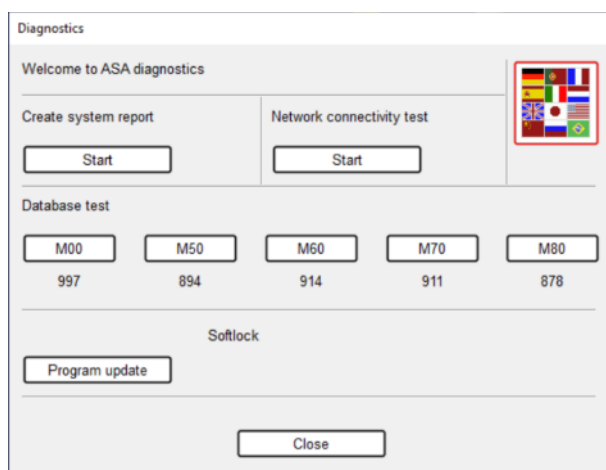 Diagnostics
Welcome to ASA diagnostics
Create system report
Network connectivity test
Start
Start
Database test
M00
M50
M60
M70
M80
997
894
914
911
878
Softlock
Program update
Close